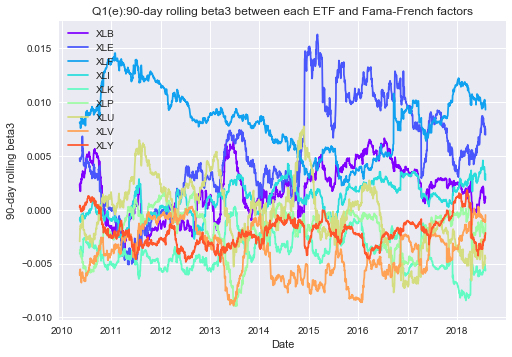 Q1(e):90-day rolling beta3 between each ETF and Fama-French factors
90-day rolling beta3
0.015
0.010
0.005
0.000
−0.005
−0.010
XLB
XLE
XLF
XLI
XLK
XLP
XLU
XLV
XLY
2010 2011 2012 2013 2014 2015 2016 2017 2018
Date